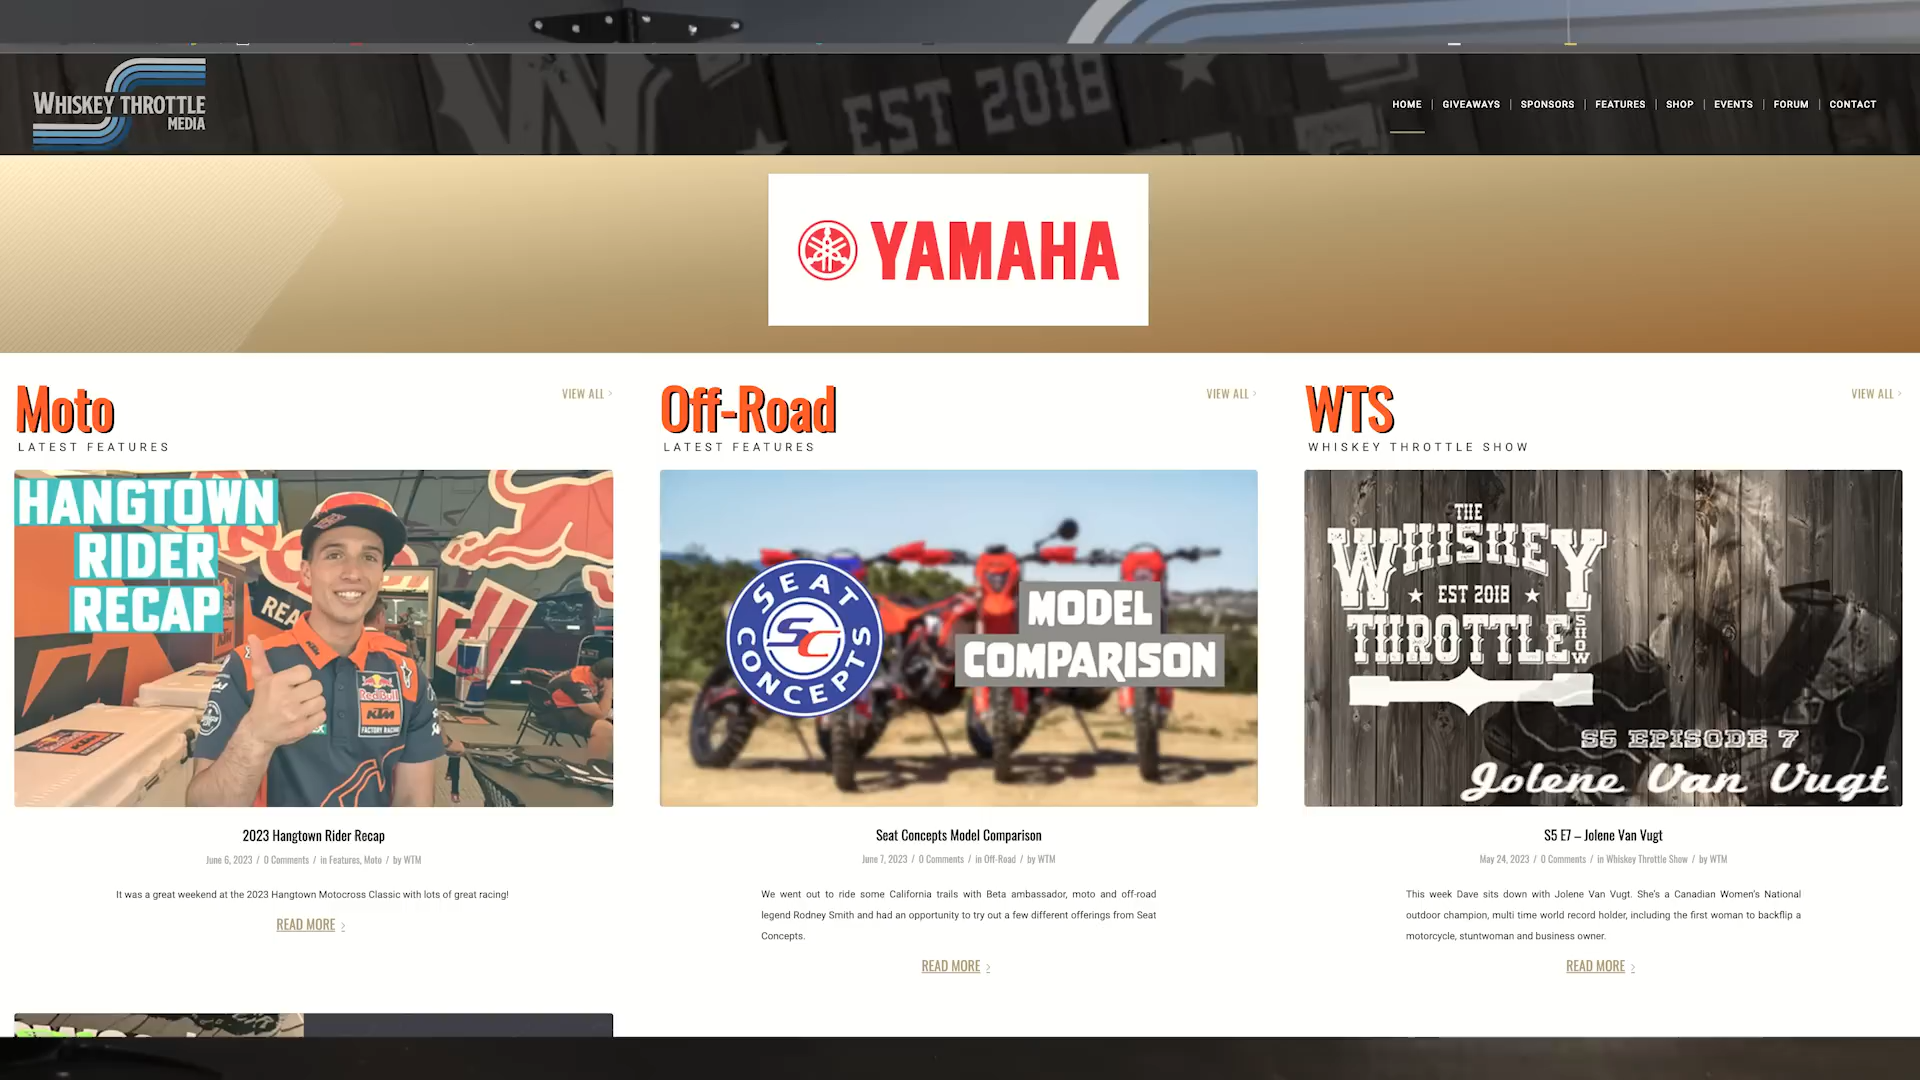 WHISKEY THROTTLE
MEDIA
EST 2018
HOME
GIVEAWAYS
SPONSORS
FEATURES
SHOP
EVENTS
FORUM
CONTACT
YAMAHA
Moto
VIEW ALL >
LATEST FEATURES
HANGTOWN
RIDER
RECAP
REA
RedBull
KTM
FACTORY RACING
2023 Hangtown Rider Recap
June 6, 2023 / 0 Comments / in Features, Moto / by WTM
It was a great weekend at the 2023 Hangtown Motocross Classic with lots of great racing!
READ MORE >
Off-Road
VIEW ALL >
LATEST FEATURES
SEAT
SC
CONCEPTS
MODEL
COMPARISON
Seat Concepts Model Comparison
June 7, 2023 / 0 Comments / in Off-Road / by WTM
We went out to ride some California trails with Beta ambassador, moto and off-road
legend Rodney Smith and had an opportunity to try out a few different offerings from Seat
Concepts.
READ MORE >
WTS
VIEW ALL >
WHISKEY THROTTLE SHOW
THE
WHISKEY
EST 2018
THROTTLE
SHOW
S5 EPISODE 7
Jolene Van Vugt
S5 E7 – Jolene Van Vugt
May 24, 2023 / 0 Comments / in Whiskey Throttle Show / by WTM
This week Dave sits down with Jolene Van Vugt. She's a Canadian Women's National
outdoor champion, multi time world record holder, including the first woman to backflip a
motorcycle, stuntwoman and business owner.
READ MORE >